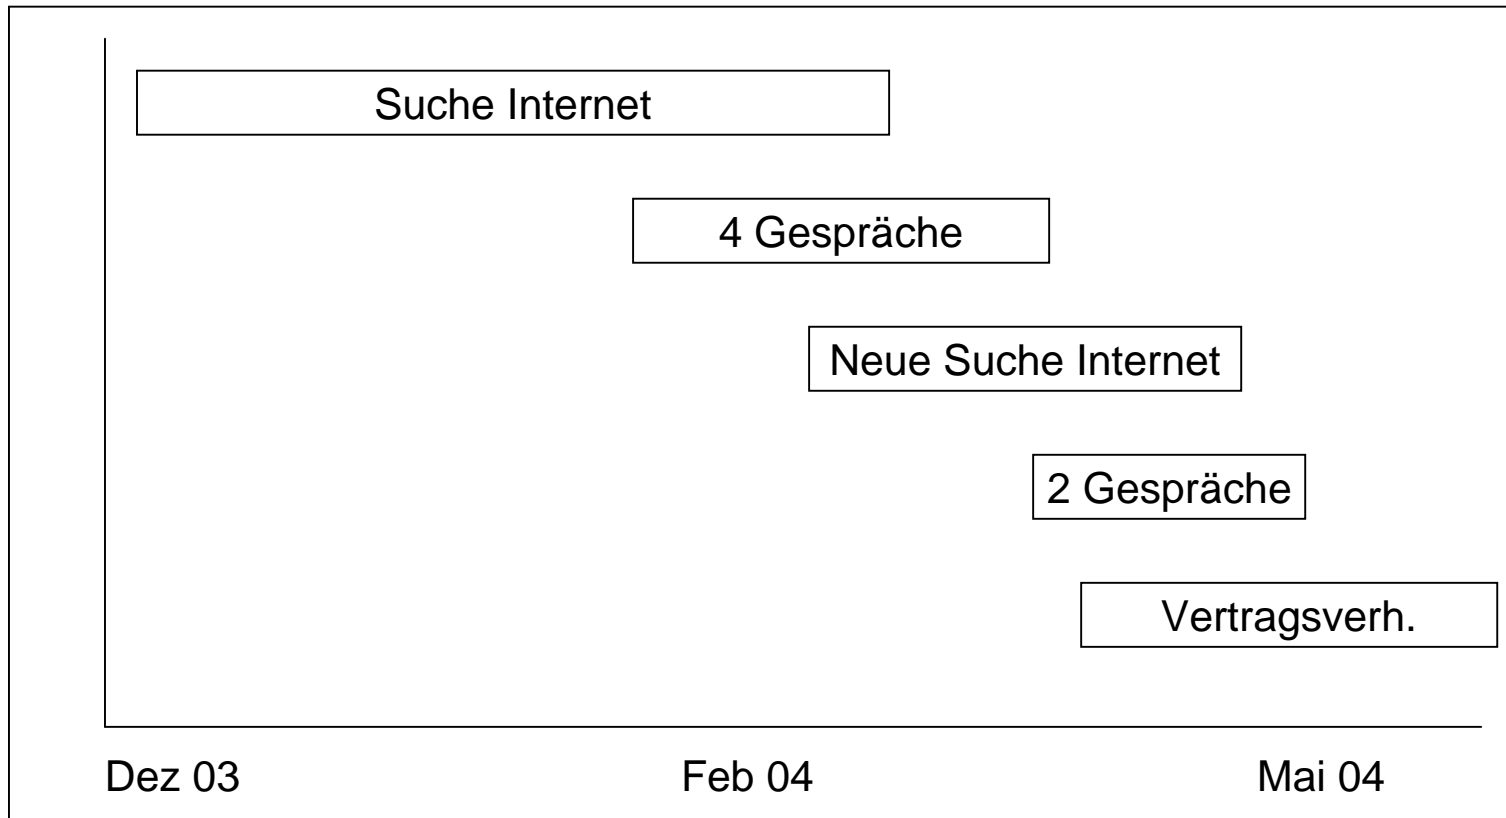 Suche Internet
4 Gespräche
Neue Suche Internet
2 Gespräche
Vertragsverh.
Dez 03 Feb 04 Mai 04